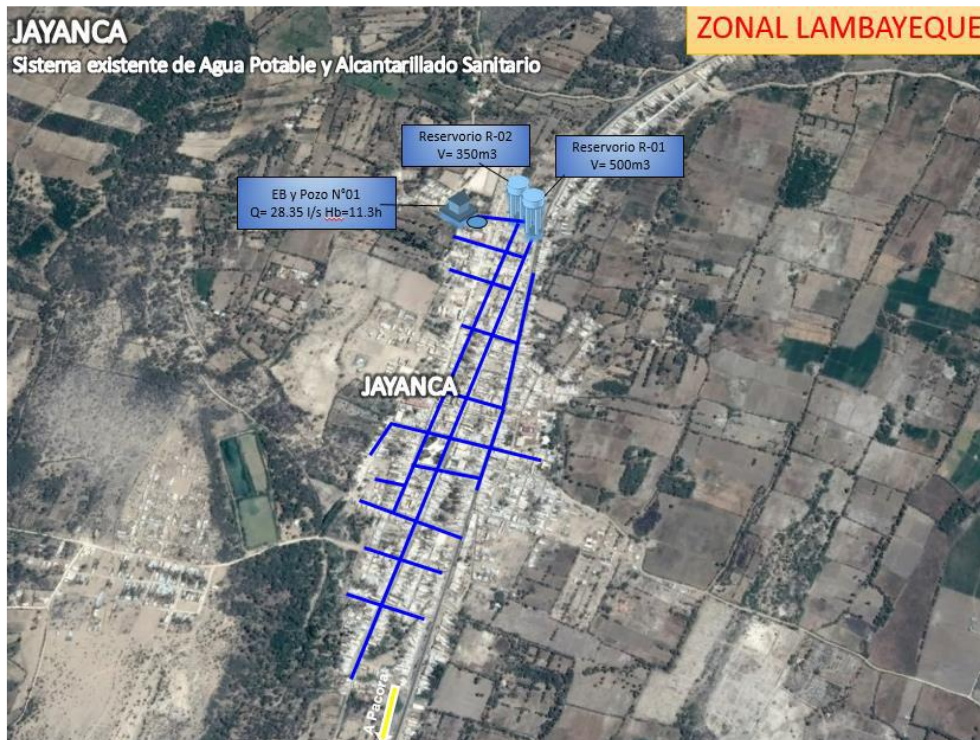 JAYANCA
Sistema existente de Agua Potable y Alcantarillado Sanitario
ZONAL LAMBAYEQUE
Reservorio R-02
V= 350m3
Reservorio R-01
V= 500m3
EB y Pozo N°01
Q= 28.35 l/s Hb=11.3h
JAYANCA
A Pacora